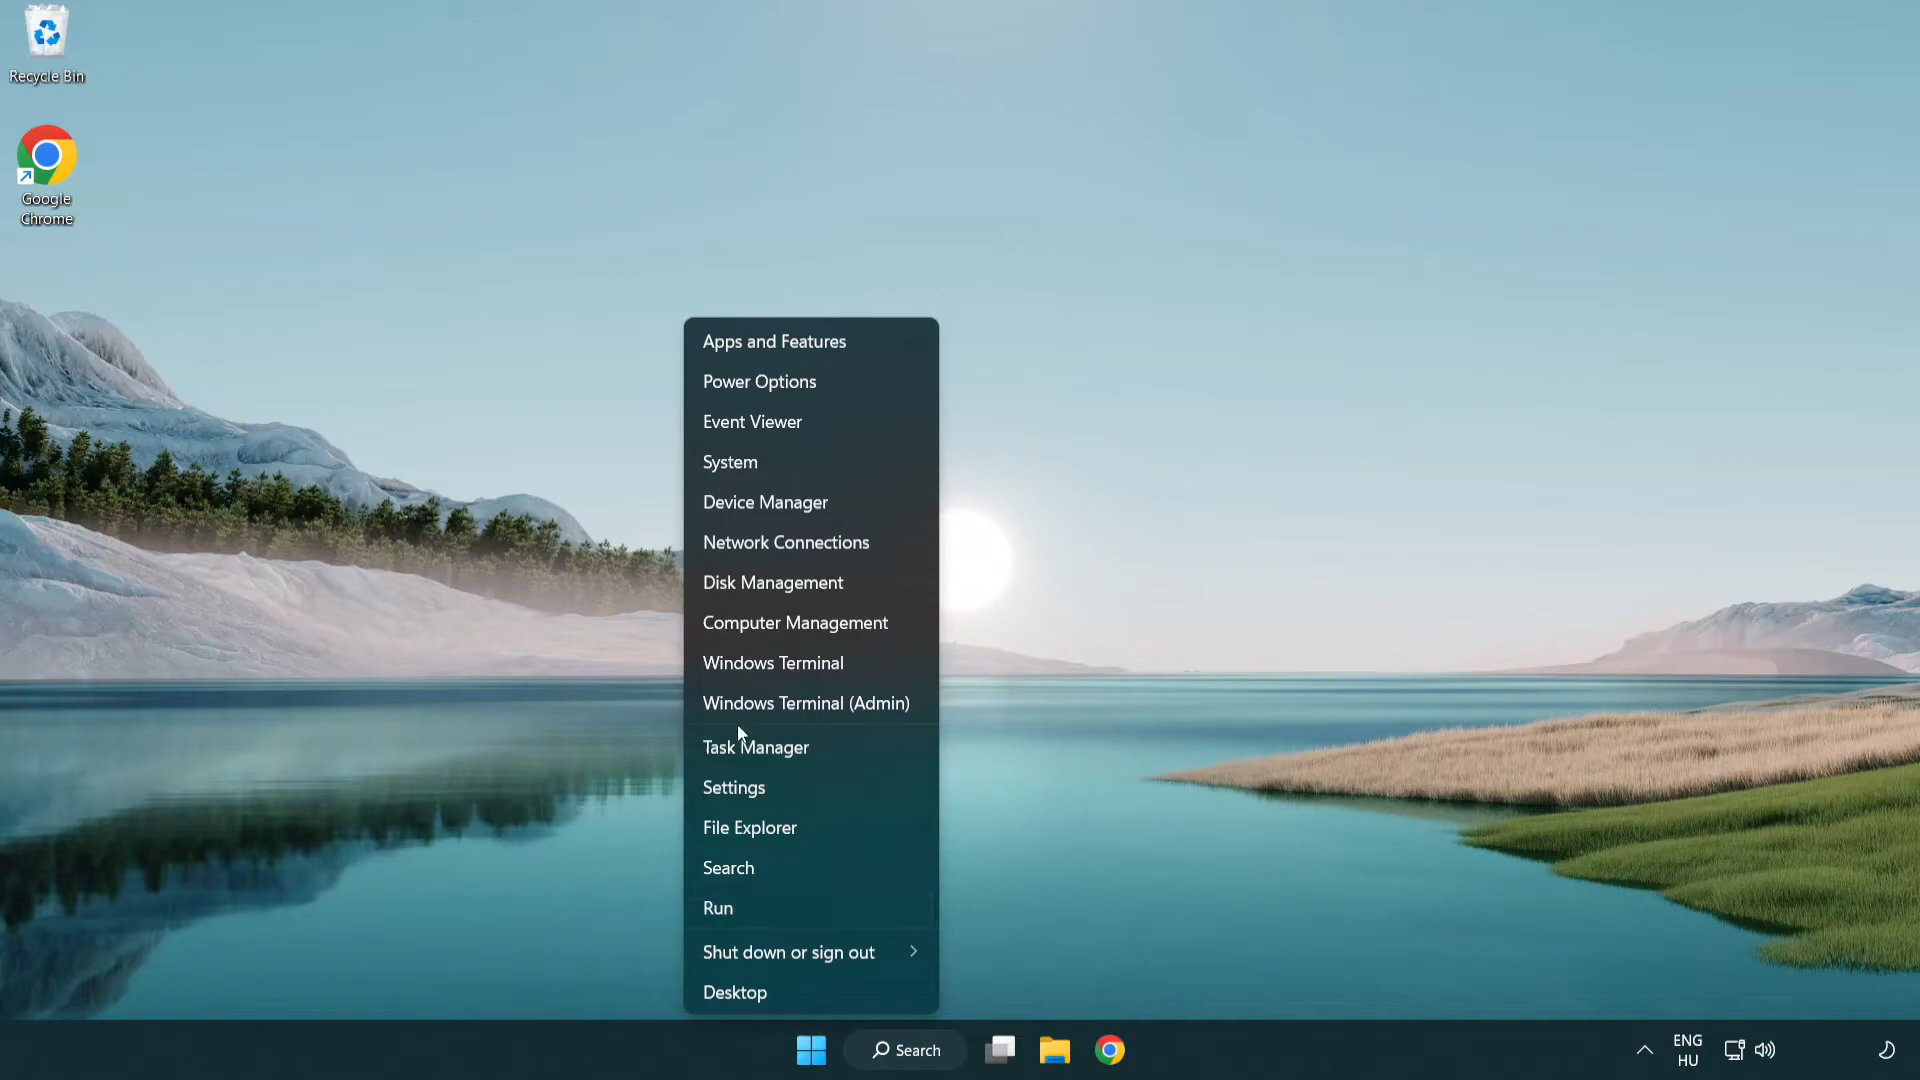 Recycle Bin
Google
Chrome
Apps and Features
Power Options
Event Viewer
System
Device Manager
Network Connections
Disk Management
Computer Management
Windows Terminal
Windows Terminal (Admin)
Task Manager
Settings
File Explorer
Search
Run
Shut down or sign out
Desktop
Search
ENG
HU